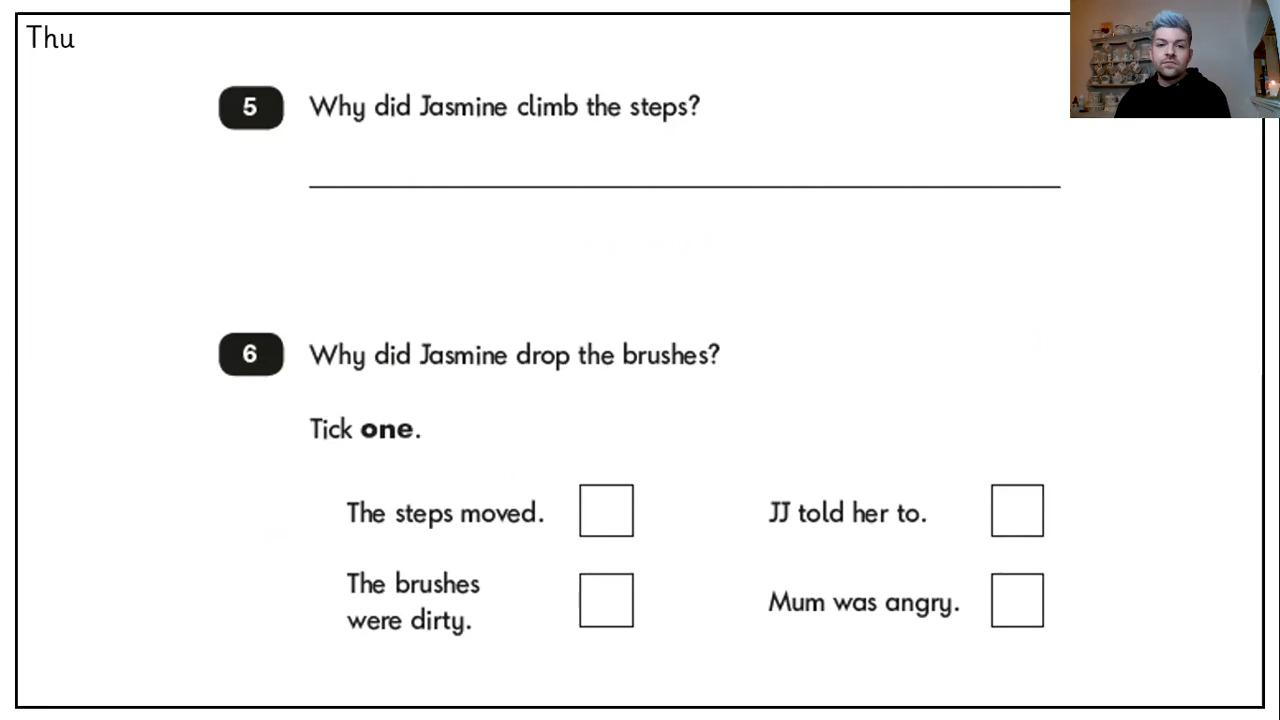 Thu
5 Why did Jasmine climb the steps?
6 Why did Jasmine drop the brushes?
Tick one.
The steps moved. JJ told her to.
The brushes
were dirty. Mum was angry.